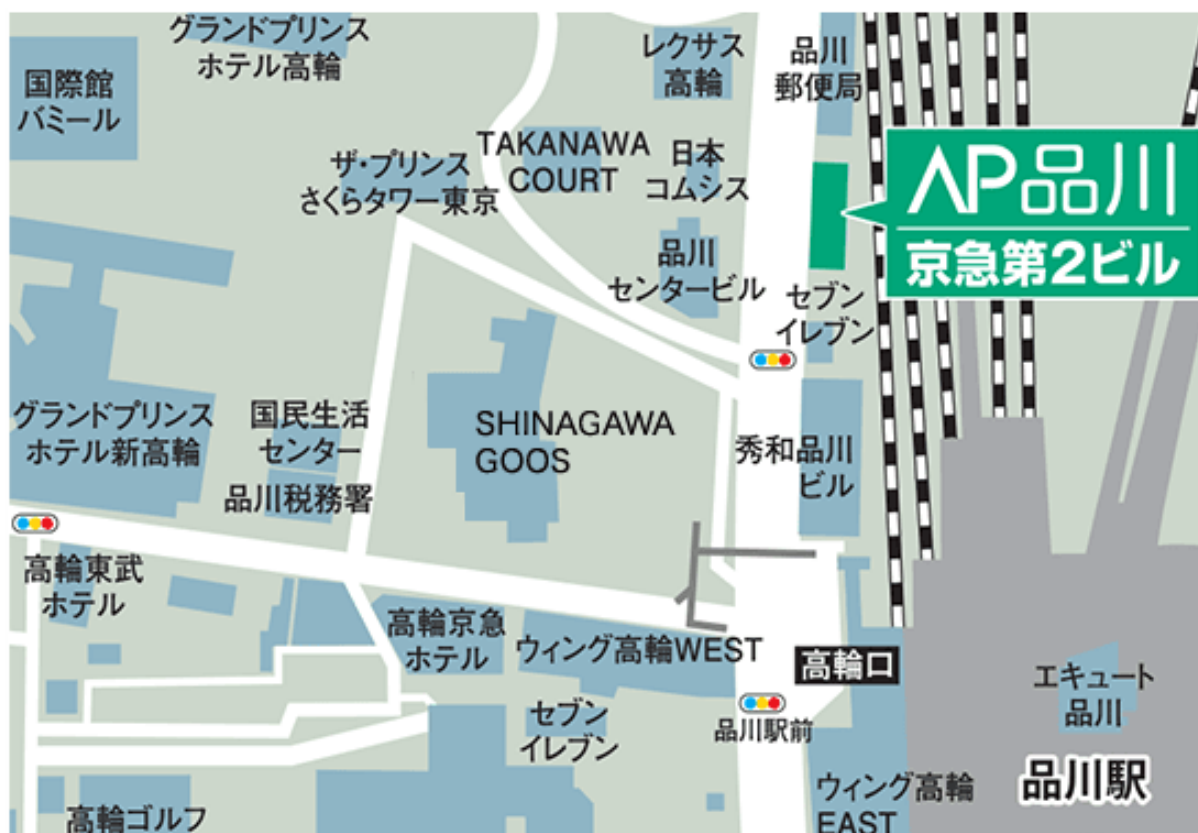 グランドプリンス
ホテル高輪
国際館
パミール
レクサス
高輪
品川
郵便局
ザ・プリンス
さくらタワー東京
TAKANAWA
COURT
日本
コムシス
AP品川
京急第2ビル
品川
センタービル
セブン
イレブン
グランドプリンス
ホテル新高輪
国民生活
センター
品川税務署
SHINAGAWA
GOOS
秀和品川
ビル
高輪東武
ホテル
高輪京急
ホテル
ウィング高輪WEST
高輪口
セブン
イレブン
品川駅前
エキュート
品川
品川駅
高輪ゴルフ
ウィング高輪
EAST